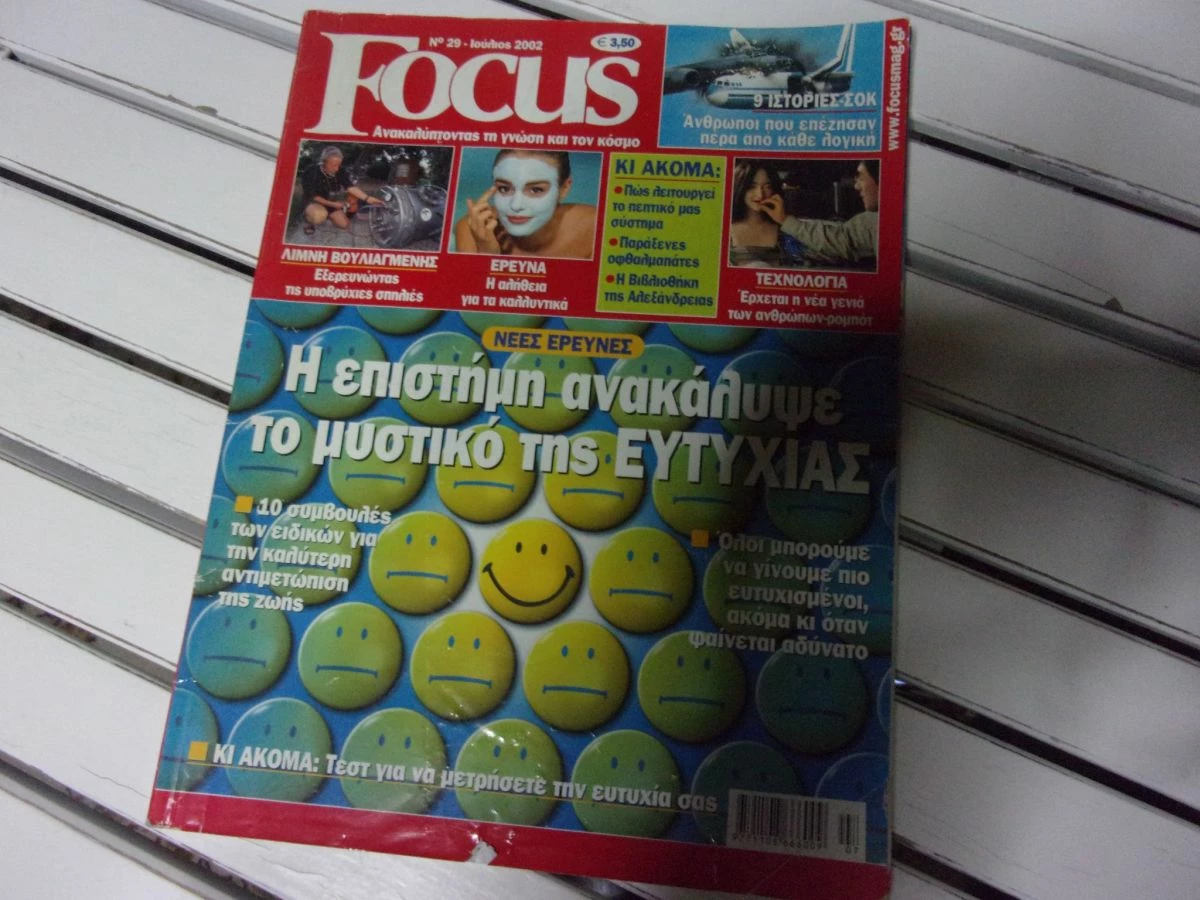 Nº 29 - Ιούλιος 2002
€ 3,50
FOCUS
Ανακαλύπτοντας τη γνώση και τον κόσμο
9 ΙΣΤΟΡΙΕΣ-ΣΟΚ
Άνθρωποι που επέζησαν
πέρα από κάθε λογική
www.focusmag.gr
ΛΙΜΝΗ ΒΟΥΛΙΑΓΜΕΝΗΣ
Εξερευνώντας
τις υποβρύχιες σπηλιές
ΕΡΕΥΝΑ
Η αλήθεια
για τα καλλυντικά
ΚΙ ΑΚΟΜΑ:
• Πώς λειτουργεί
το πεπτικό μας
σύστημα
• Παράξενες
οφθαλμαπάτες
• Η Βιβλιοθήκη
της Αλεξάνδρειας
ΤΕΧΝΟΛΟΓΙΑ
Έρχεται η νέα γενιά
των ανθρώπων-ρομπότ
ΝΕΕΣ ΕΡΕΥΝΕΣ
Η επιστήμη ανακάλυψε
το μυστικό της ΕΥΤΥΧΙΑΣ
10 συμβουλές
των ειδικών για
την καλύτερη
αντιμετώπιση
της ζωής
Όλοι μπορούμε
να γίνουμε πιο
ευτυχισμένοι,
ακόμα κι όταν
φαίνεται αδύνατο
ΚΙ ΑΚΟΜΑ: Τεστ για να μετρήσετε την ευτυχία σας
9 771108 666009
07